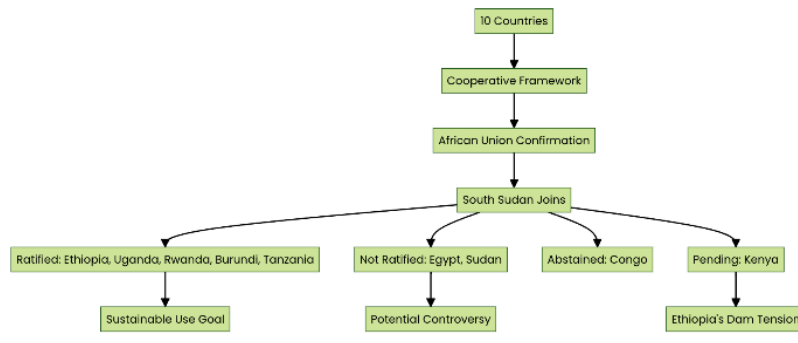 10 Countries
Cooperative Framework
African Union Confirmation
South Sudan Joins
Ratified: Ethiopia, Uganda, Rwanda, Burundi, Tanzania
Not Ratified: Egypt, Sudan
Abstained: Congo
Pending: Kenya
Sustainable Use Goal
Potential Controversy
Ethiopia's Dam Tension